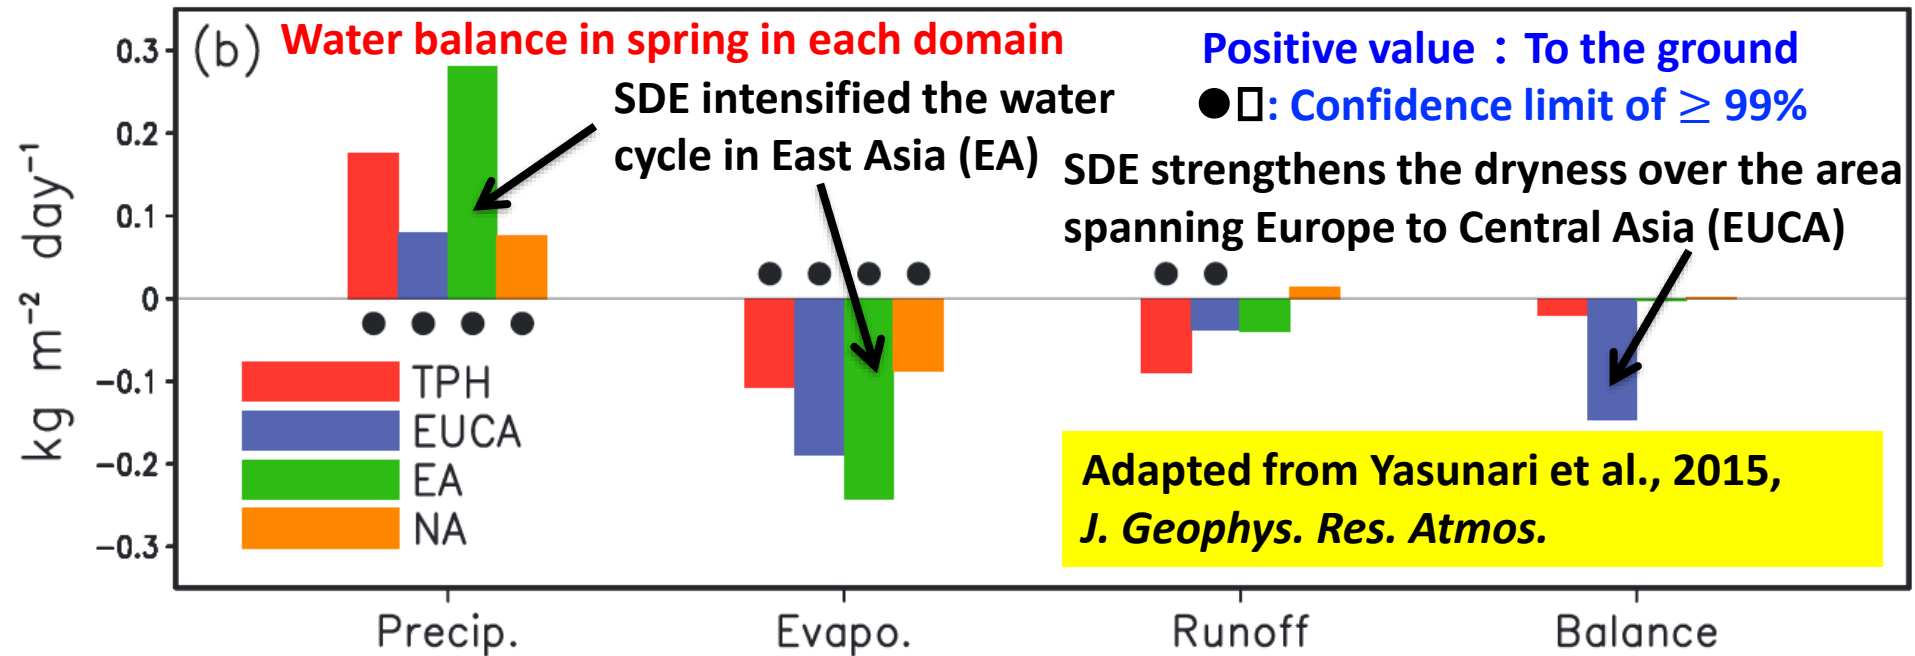 (b) Water balance in spring in each domain
Positive value：To the ground
●□: Confidence limit of ≥ 99%
SDE intensified the water
cycle in East Asia (EA)
SDE strengthens the dryness over the area
spanning Europe to Central Asia (EUCA)
kg m⁻² day⁻¹
0.3
0.2
0.1
0
−0.1
−0.2
−0.3
TPH
EUCA
EA
NA
Adapted from Yasunari et al., 2015,
J. Geophys. Res. Atmos.
Precip. Evapo. Runoff Balance